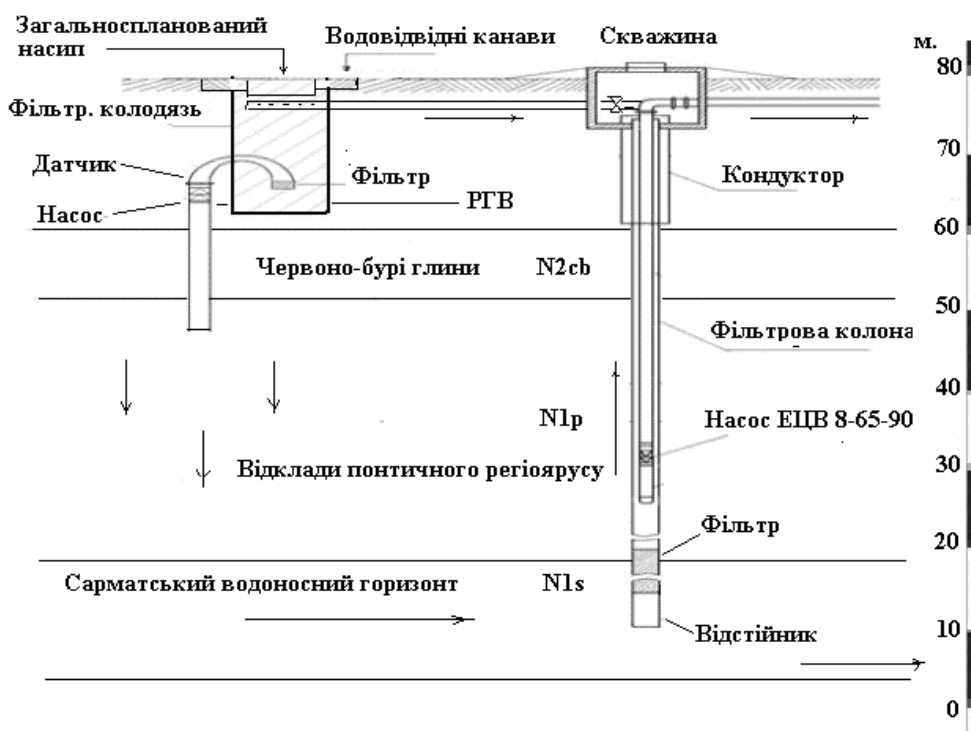 Загальноспланований
насип
Водовідвідні канави
Скважина
м.
80
Фільтр. колодязь
70
Датчик
Фільтр
Кондуктор
Насос
РГВ
60
Червоно-бурі глини N2cb
50
Фільтрова колона
40
N1p
Насос ЕЦВ 8-65-90
Відклади понтичного регіоярусу
30
Фільтр
20
Сарматський водоносний горизонт N1s
10
Відстійник
0